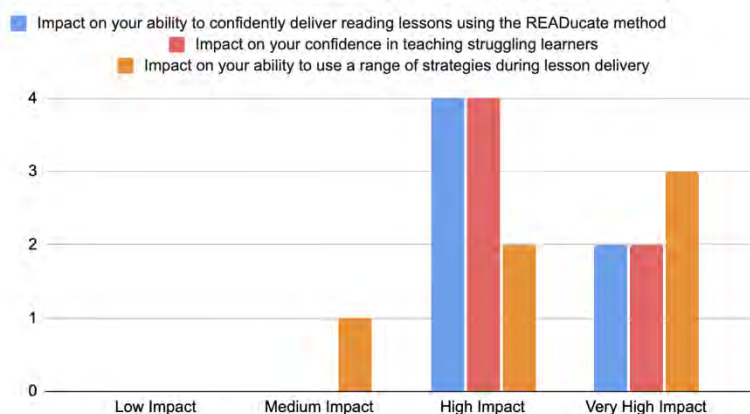 Impact on your ability to confidently deliver reading lessons using the READucate method
Impact on your confidence in teaching struggling learners
Impact on your ability to use a range of strategies during lesson delivery
4
3
2
1
0
Low Impact Medium Impact High Impact Very High Impact